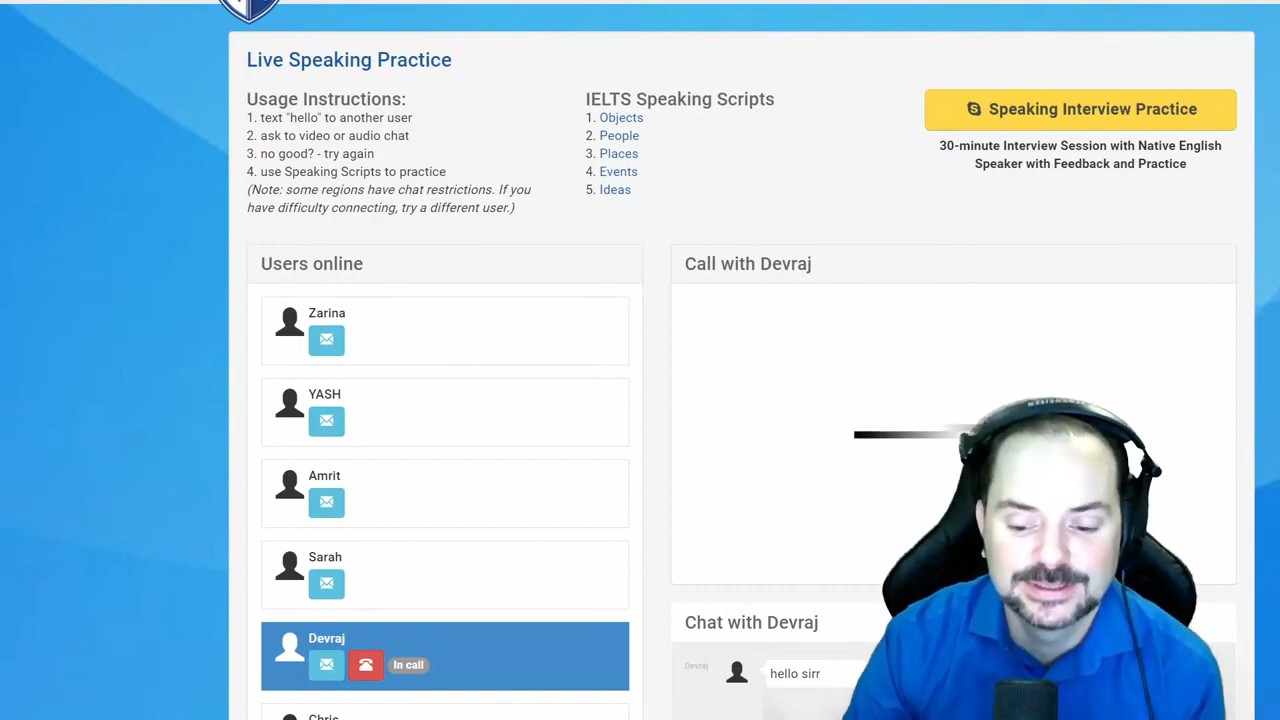 Live Speaking Practice
Usage Instructions:
1. text "hello" to another user
2. ask to video or audio chat
3. no good? - try again
4. use Speaking Scripts to practice
(Note: some regions have chat restrictions. If you
have difficulty connecting, try a different user.)
IELTS Speaking Scripts
1. Objects
2. People
3. Places
4. Events
5. Ideas
Speaking Interview Practice
30-minute Interview Session with Native English
Speaker with Feedback and Practice
Users online
Zarina
YASH
Amrit
Sarah
Devraj
In call
Chris
Call with Devraj
Chat with Devraj
Devraj
hello sirr